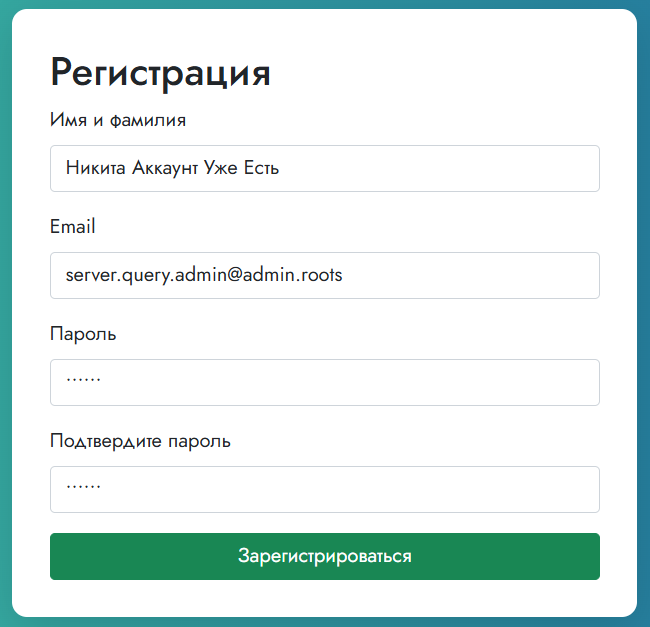 Регистрация
Имя и фамилия
Никита Аккаунт Уже Есть
Email
server.query.admin@admin.roots
Пароль
······
Подтвердите пароль
······
Зарегистрироваться